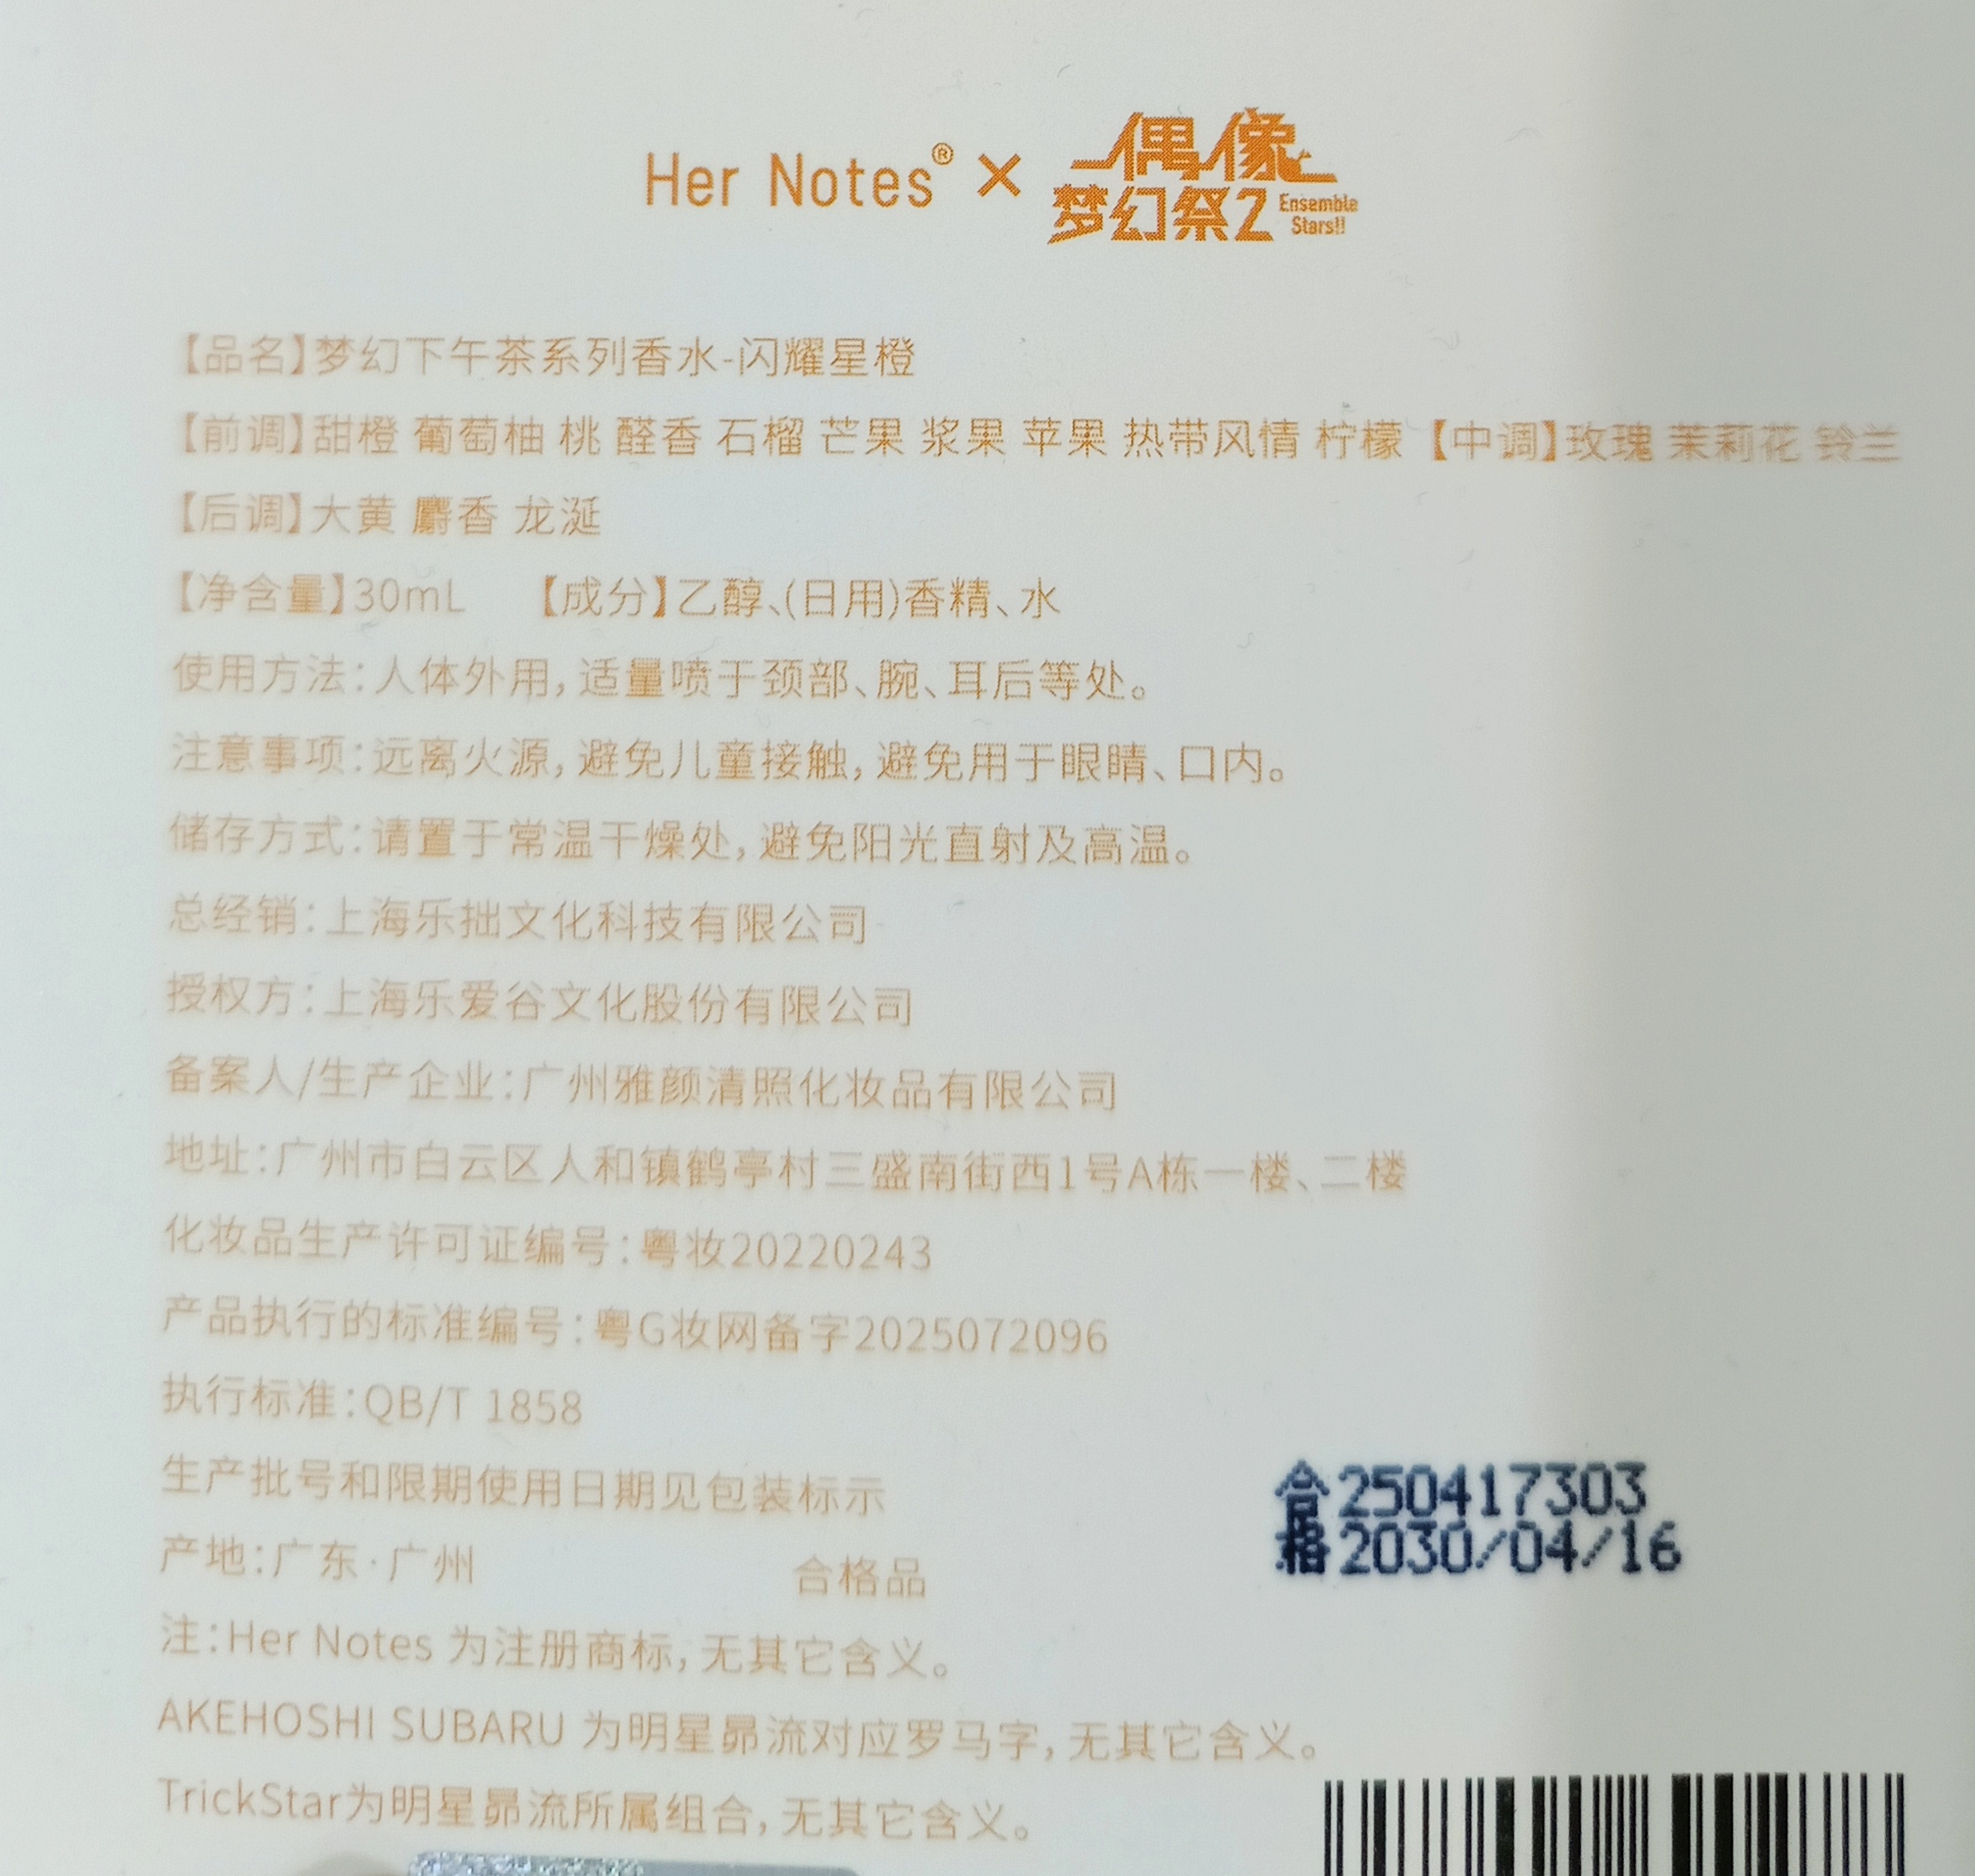 Her Notes® × 偶像梦幻祭2 Ensemble Stars!!
【品名】梦幻下午茶系列香水-闪耀星橙
【前调】甜橙 葡萄柚 桃 醛香 石榴 芒果 浆果 苹果 热带风情 柠檬【中调】玫瑰 茉莉花 铃兰
【后调】大黄 麝香 龙涎
【净含量】30mL 【成分】乙醇、(日用)香精、水
使用方法:人体外用,适量喷于颈部、腕、耳后等处。
注意事项:远离火源,避免儿童接触,避免用于眼睛、口内。
储存方式:请置于常温干燥处,避免阳光直射及高温。
总经销:上海乐拙文化科技有限公司
授权方:上海乐爱谷文化股份有限公司
备案人/生产企业:广州雅颜清照化妆品有限公司
地址:广州市白云区人和镇鹤亭村三盛南街西1号A栋一楼、二楼
化妆品生产许可证编号:粤妆20220243
产品执行的标准编号:粤G妆网备字2025072096
执行标准:QB/T 1858
生产批号和限期使用日期见包装标示
产地:广东·广州 合格品
合格 250417303
2030/04/16
注:Her Notes 为注册商标,无其它含义。
AKEHOSHI SUBARU 为明星昴流对应罗马字,无其它含义。
TrickStar为明星昴流所属组合,无其它含义。